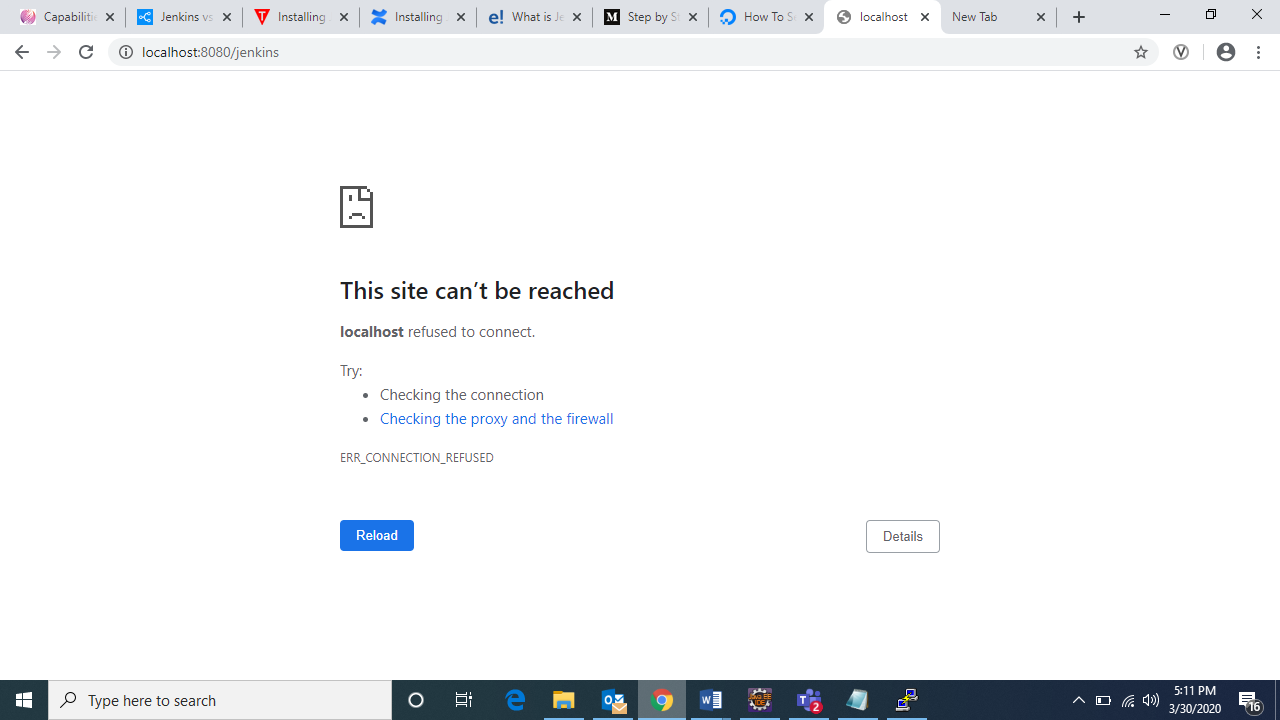 Capabiliti
Jenkins vs
Installing
Installing
What is Je
Step by S
How To S
localhost
New Tab
localhost:8080/jenkins
This site can’t be reached
localhost refused to connect.
Try:
Checking the connection
Checking the proxy and the firewall
ERR_CONNECTION_REFUSED
Reload
Details
Type here to search
2
5:11 PM
3/30/2020
16